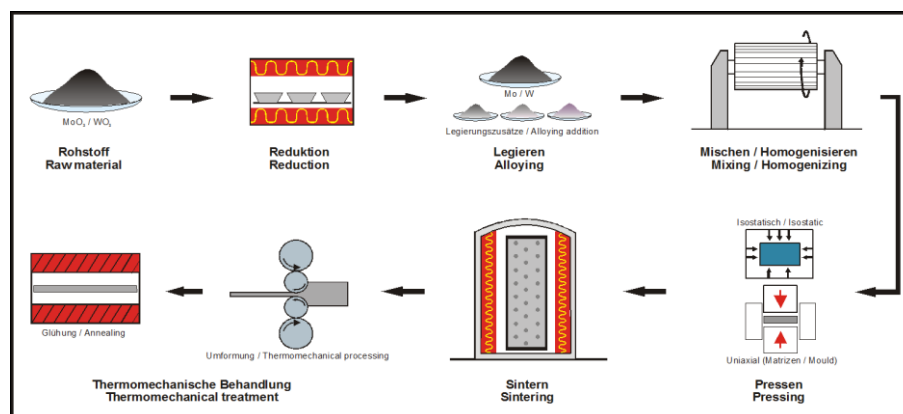 MoO₃ / WO₃
Rohstoff
Raw material
Reduktion
Reduction
Mo / W
Legierungszusätze / Alloying addition
Legieren
Alloying
Mischen / Homogenisieren
Mixing / Homogenizing
Isostatisch / Isostatic
Uniaxial (Matrizen / Mould)
Pressen
Pressing
Sintern
Sintering
Umformung / Thermomechanical processing
Glühung / Annealing
Thermomechanische Behandlung
Thermomechanical treatment